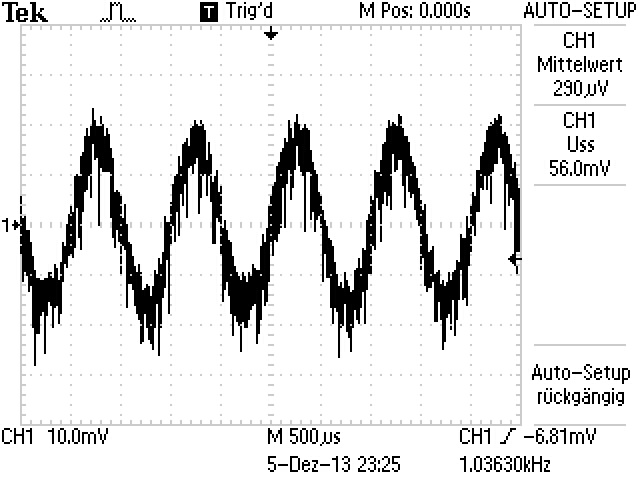 Tek T Trig'd M Pos: 0.000s AUTO-SETUP
CH1
Mittelwert
290µV
CH1
Uss
56.0mV
1
Auto-Setup
rückgängig
CH1 10.0mV M 500µs CH1 -6.81mV
5-Dez-13 23:25 1.03630kHz